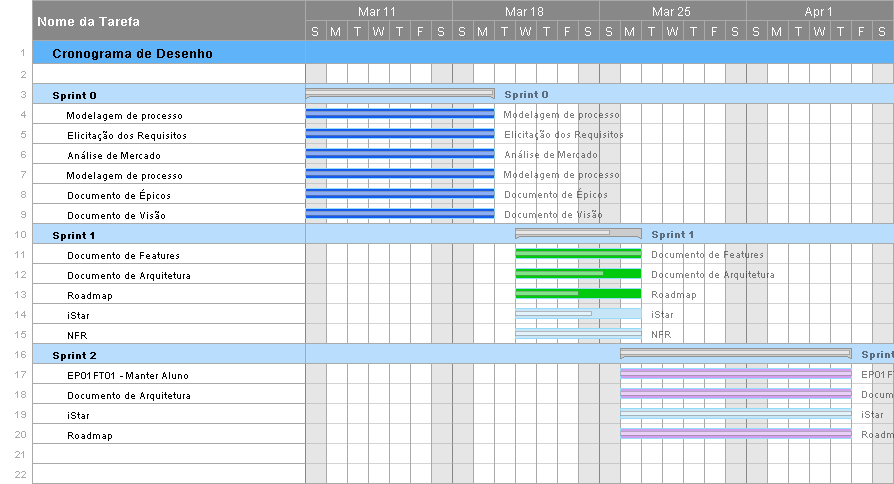 Nome da Tarefa
Mar 11 Mar 18 Mar 25 Apr 1
S M T W T F S S M T W T F S S M T W T F S S M T W T F S
1 Cronograma de Desenho
2
3 Sprint 0 Sprint 0
4 Modelagem de processo Modelagem de processo
5 Elicitação dos Requisitos Elicitação dos Requisitos
6 Análise de Mercado Análise de Mercado
7 Modelagem de processo Modelagem de processo
8 Documento de Épicos Documento de Épicos
9 Documento de Visão Documento de Visão
10 Sprint 1 Sprint 1
11 Documento de Features Documento de Features
12 Documento de Arquitetura Documento de Arquitetura
13 Roadmap Roadmap
14 iStar iStar
15 NFR NFR
16 Sprint 2 Sprint
17 EP01FT01 - Manter Aluno EP01F
18 Documento de Arquitetura Docum
19 iStar iStar
20 Roadmap Roadm
21
22